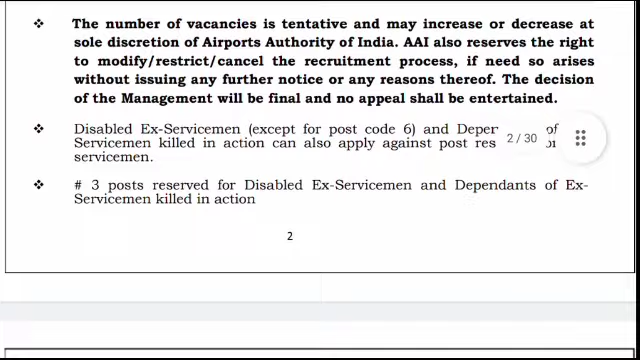 ❖ The number of vacancies is tentative and may increase or decrease at
sole discretion of Airports Authority of India. AAI also reserves the right
to modify/restrict/cancel the recruitment process, if need so arises
without issuing any further notice or any reasons thereof. The decision
of the Management will be final and no appeal shall be entertained.
❖ Disabled Ex-Servicemen (except for post code 6) and Deper of
Servicemen killed in action can also apply against post res
servicemen.
2 / 30
❖ # 3 posts reserved for Disabled Ex-Servicemen and Dependants of Ex-
Servicemen killed in action
2